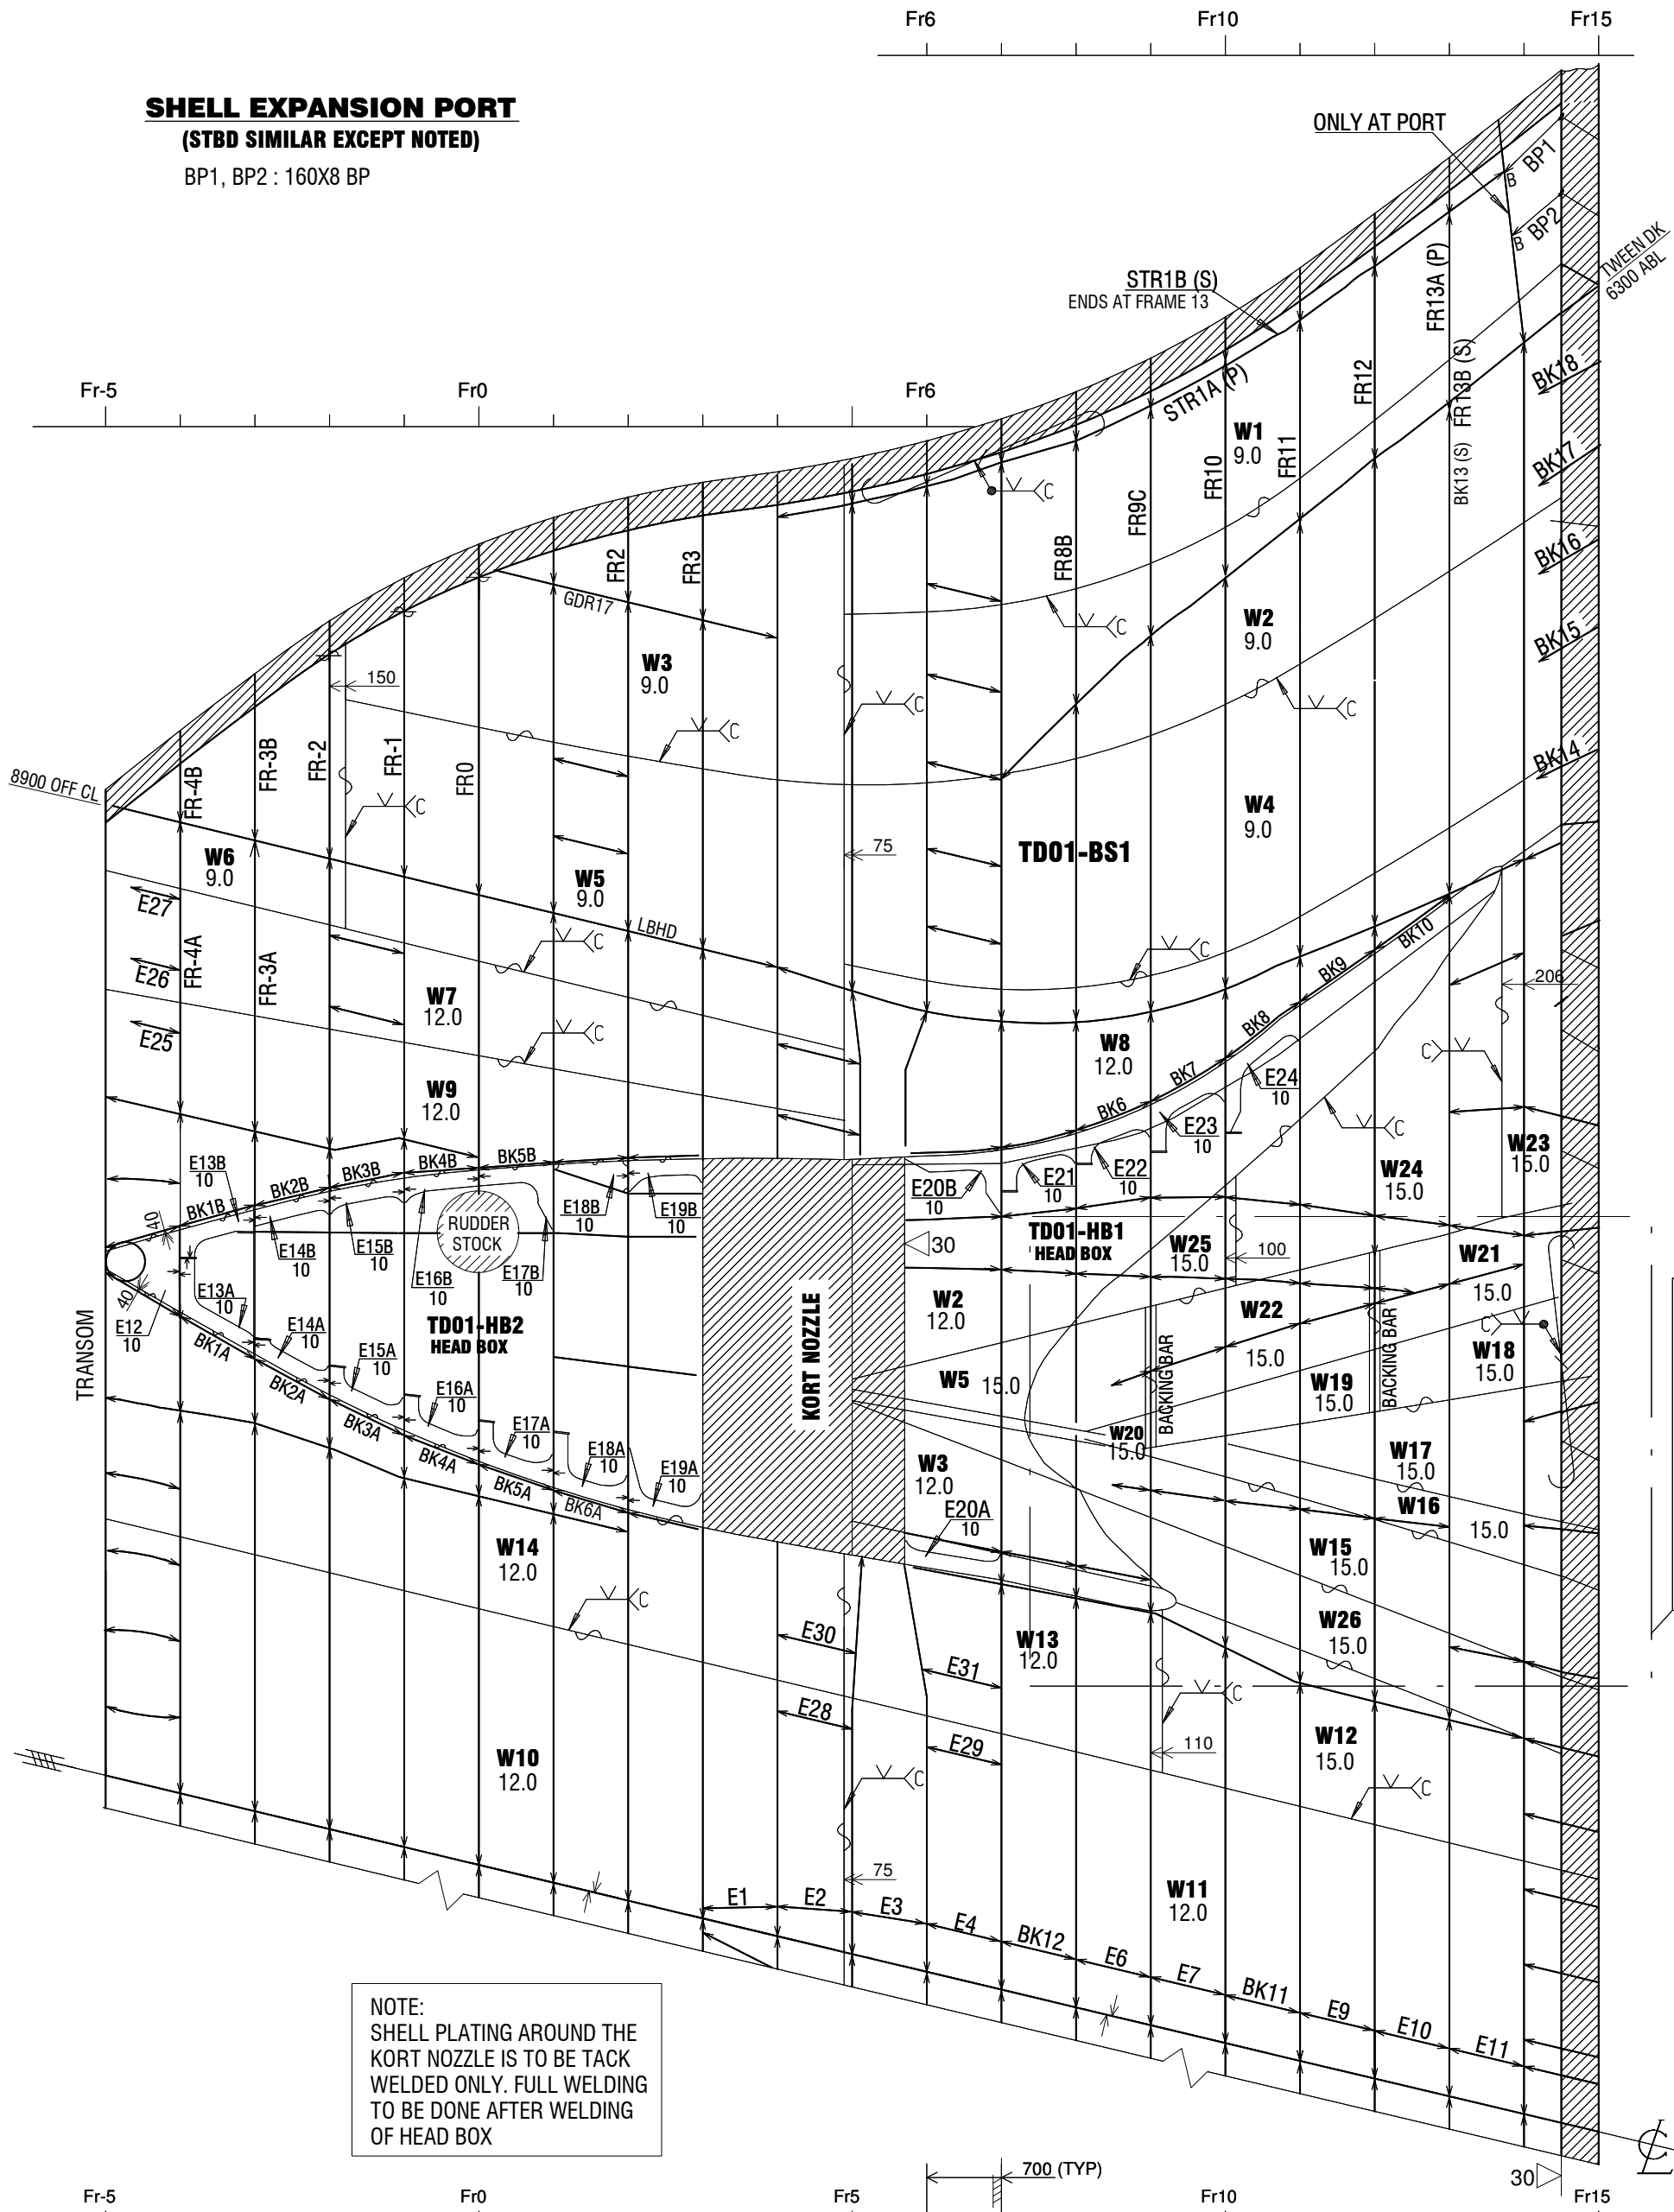 Fr6
Fr10
Fr15
SHELL EXPANSION PORT
(STBD SIMILAR EXCEPT NOTED)
BP1, BP2 : 160X8 BP
ONLY AT PORT
BP1
B
BP2
B
TWEEN DK
6300 ABL
STR1B (S)
ENDS AT FRAME 13
FR13A (P)
Fr-5
Fr0
Fr6
STR1A (P)
FR12
FR13B (S)
BK18
W1
9.0
FR10
FR11
BK13 (S)
BK17
C
FR9C
FR8B
BK16
FR2
FR3
GDR17
C
W2
9.0
BK15
W3
9.0
150
C
C
C
FR-4B
FR-3B
FR-2
FR-1
FR0
BK14
8900 OFF CL
C
W4
9.0
W6
9.0
75
TD01-BS1
W5
9.0
E27
LBHD
C
C
BK10
FR-4A
FR-3A
E26
BK9
206
W7
12.0
E25
C
BK8
W8
12.0
C
BK7
E24
10
W9
12.0
BK6
C
E23
10
W23
15.0
E13B
10
BK5B
BK4B
BK3B
BK2B
BK1B
E22
10
E21
10
E20B
10
W24
15.0
E18B
10
E19B
10
40
RUDDER
STOCK
E14B
10
E15B
10
E16B
10
E17B
10
TD01-HB1
HEAD BOX
30
W25
15.0
100
W21
15.0
E13A
10
40
E12
10
TRANSOM
BK1A
E14A
10
TD01-HB2
HEAD BOX
W2
12.0
W22
15.0
C
KORT NOZZLE
BACKING BAR
BACKING BAR
E15A
10
W18
15.0
BK2A
W5
15.0
W19
15.0
E16A
10
BK3A
E17A
10
W20
15.0
W17
15.0
BK4A
E18A
10
W3
12.0
BK5A
E19A
10
BK6A
W16
15.0
E20A
10
W14
12.0
W15
15.0
C
W26
15.0
E30
W13
12.0
E31
C
E28
W12
15.0
E29
110
W10
12.0
C
C
75
E1
E2
E3
E4
BK12
E6
E7
BK11
E9
E10
E11
W11
12.0
NOTE:
SHELL PLATING AROUND THE
KORT NOZZLE IS TO BE TACK
WELDED ONLY. FULL WELDING
TO BE DONE AFTER WELDING
OF HEAD BOX
700 (TYP)
30
CL
Fr-5
Fr0
Fr5
Fr10
Fr15